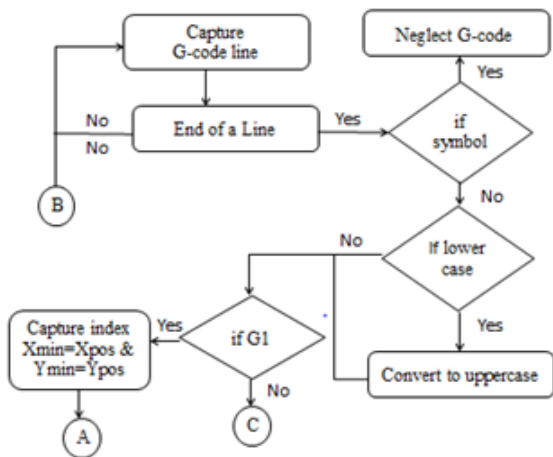 Capture
G-code line
Neglect G-code
Yes
No
No
End of a Line
Yes
if
symbol
B
No
No
If lower
case
Capture index
Xmin=Xpos &
Ymin=Ypos
Yes
if G1
Yes
Convert to uppercase
No
A
C